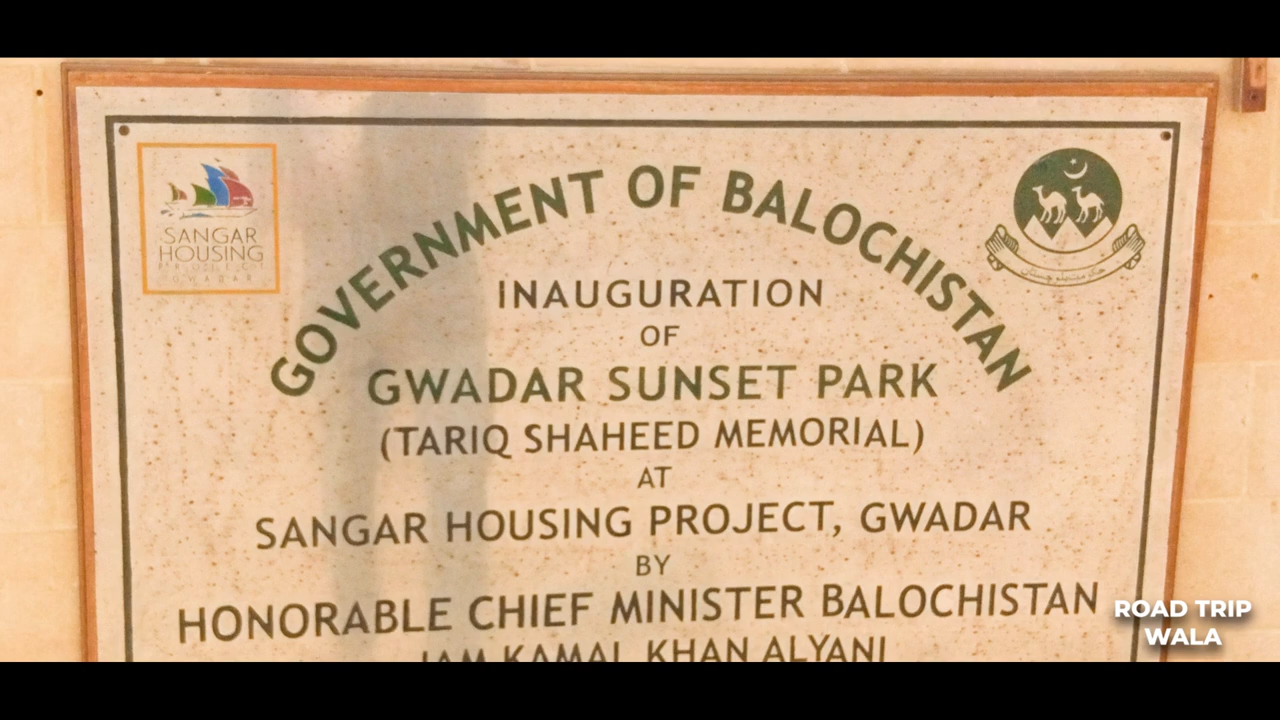 SANGAR
HOUSING
PROJECT
GWADAR
GOVERNMENT OF BALOCHISTAN
INAUGURATION
OF
GWADAR SUNSET PARK
(TARIQ SHAHEED MEMORIAL)
AT
SANGAR HOUSING PROJECT, GWADAR
BY
HONORABLE CHIEF MINISTER BALOCHISTAN
JAM KAMAL KHAN ALYANI
ROAD TRIP
WALA